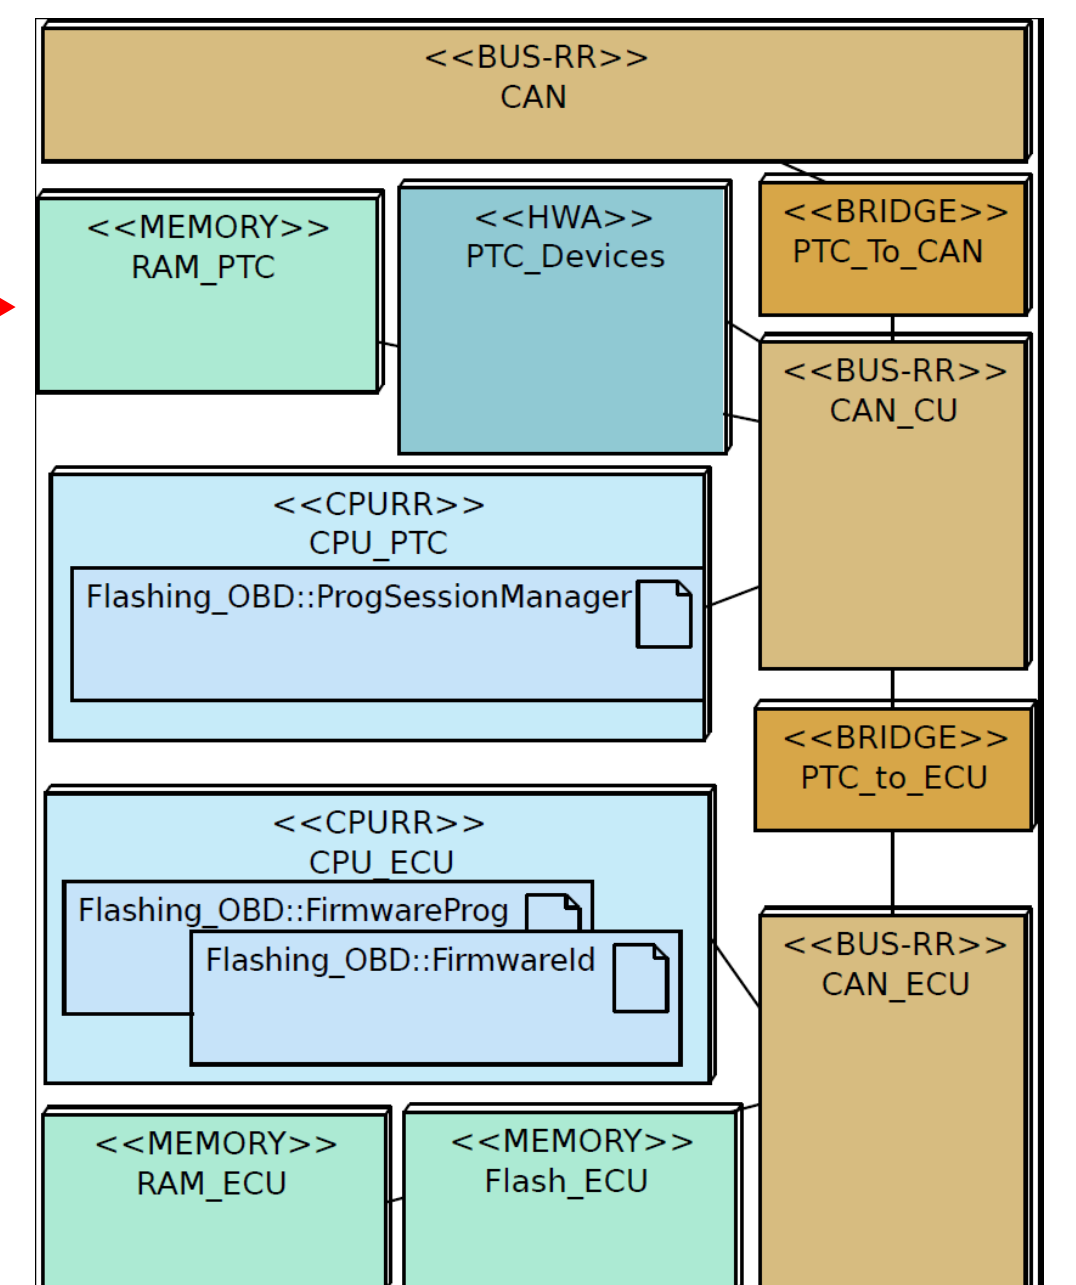 <<BUS-RR>>
CAN
<<MEMORY>>
RAM_PTC
<<HWA>>
PTC_Devices
<<BRIDGE>>
PTC_To_CAN
<<BUS-RR>>
CAN_CU
<<CPURR>>
CPU_PTC
Flashing_OBD::ProgSessionManager
<<BRIDGE>>
PTC_to_ECU
<<CPURR>>
CPU_ECU
Flashing_OBD::FirmwareProg
Flashing_OBD::FirmwareId
<<BUS-RR>>
CAN_ECU
<<MEMORY>>
RAM_ECU
<<MEMORY>>
Flash_ECU